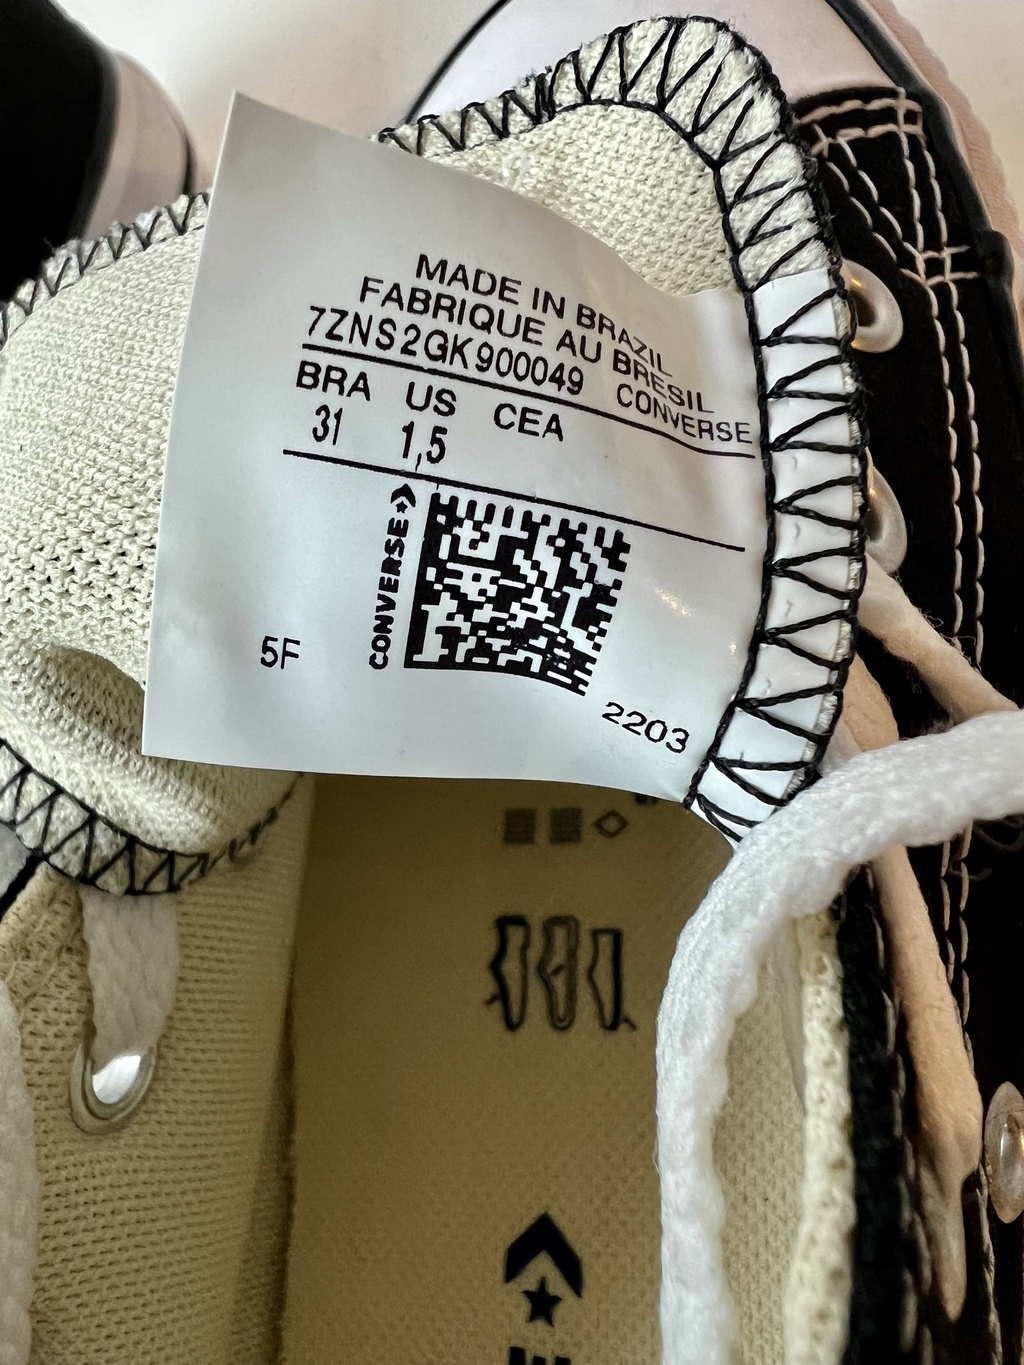 MADE IN BRAZIL
FABRIQUE AU BRESIL
7ZNS2GK900049 CONVERSE
BRA US CEA
31 1,5
CONVERSE
5F
2203